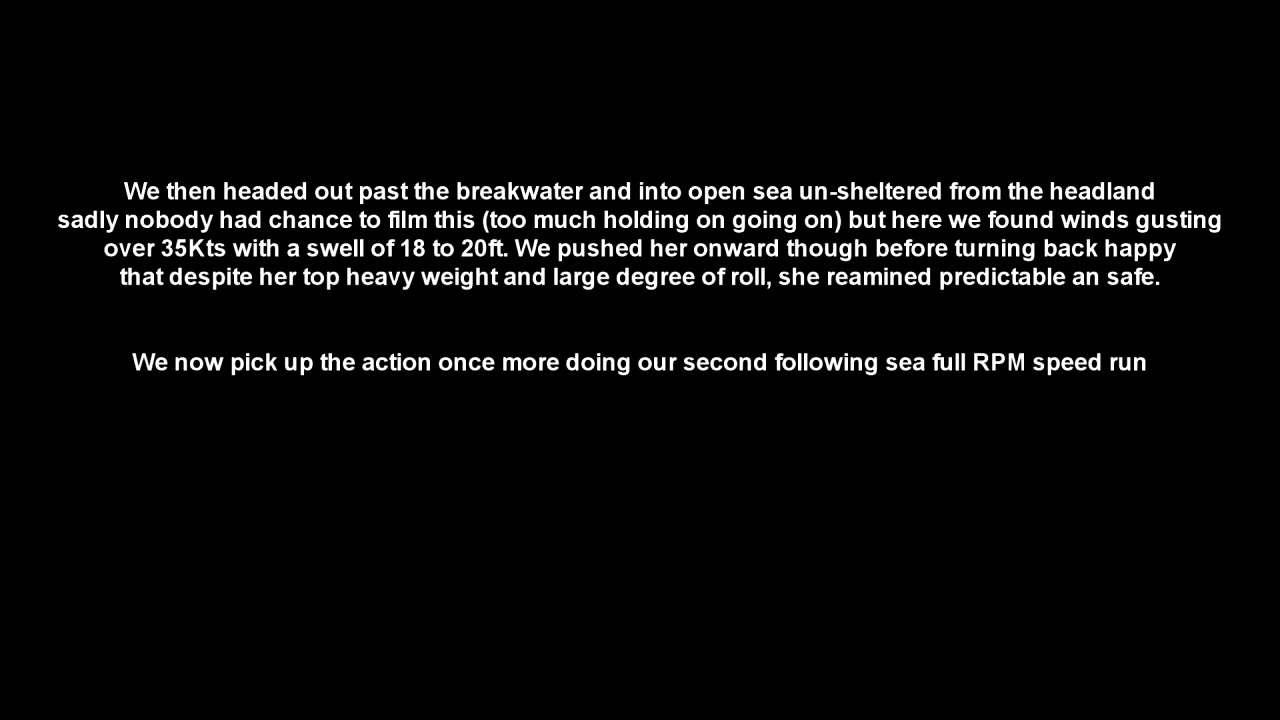 We then headed out past the breakwater and into open sea un-sheltered from the headland
sadly nobody had chance to film this (too much holding on going on) but here we found winds gusting
over 35Kts with a swell of 18 to 20ft. We pushed her onward though before turning back happy
that despite her top heavy weight and large degree of roll, she reamined predictable an safe.
We now pick up the action once more doing our second following sea full RPM speed run